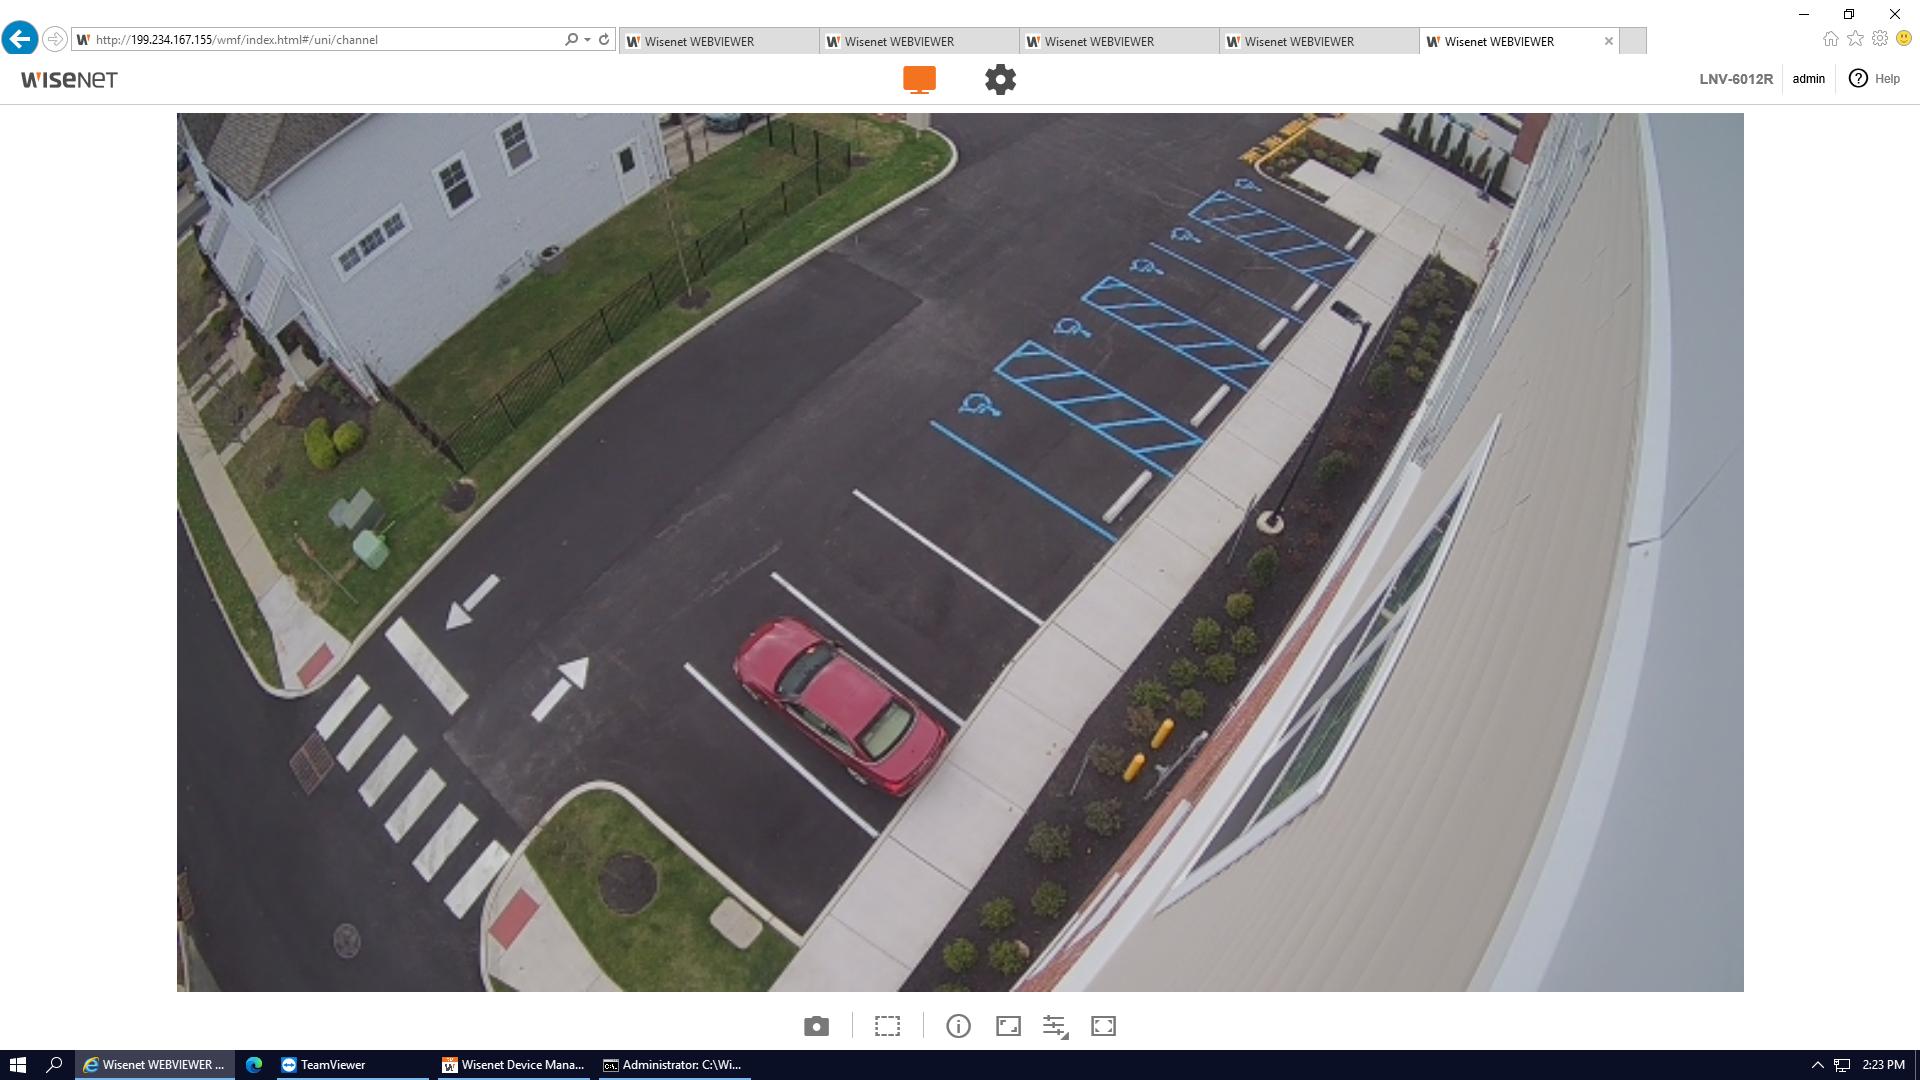 http://199.234.167.155/wmf/index.html#/uni/channel
Wisenet WEBVIEWER
Wisenet WEBVIEWER
Wisenet WEBVIEWER
Wisenet WEBVIEWER
Wisenet WEBVIEWER
WISENET
LNV-6012R
admin
Help
Wisenet WEBVIEWER ...
TeamViewer
Wisenet Device Mana...
Administrator: C:\Wi...
2:23 PM